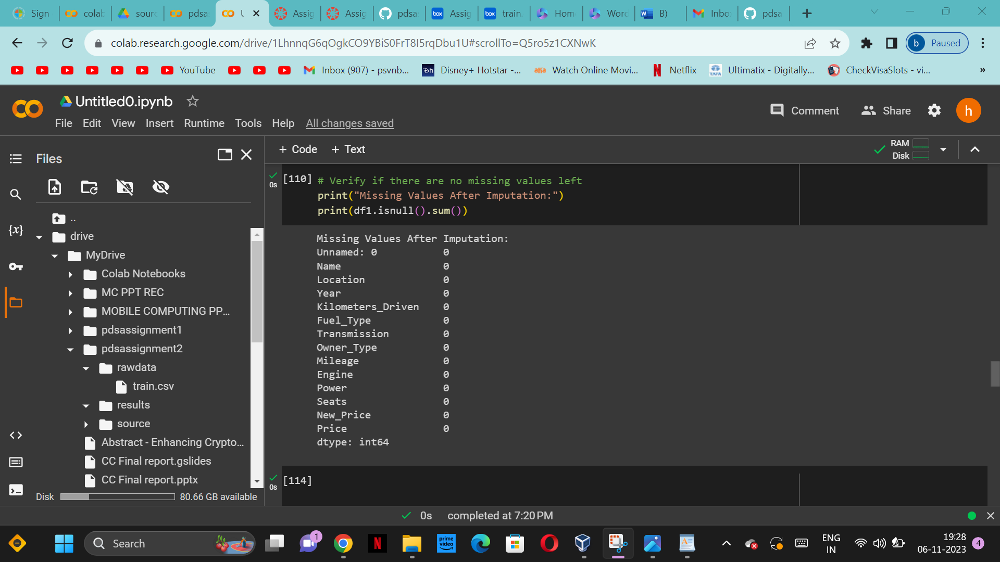 Sign
colab
sourc
pdsa
U
Assig
Assig
pdsa
box
Assig
box
train.
Home
Word
B)
Inbo
pdsa
colab.research.google.com/drive/1LhnnqG6qOgkCO9YBiS0FrT8I5rqDbu1U#scrollTo=Q5ro5z1CXNwK
b
Paused
YouTube
Inbox (907) - psvnb...
Disney+ Hotstar -...
Watch Online Movi...
Netflix
Ultimatix - Digitally...
CheckVisaSlots - vi...
»
Untitled0.ipynb
File Edit View Insert Runtime Tools Help All changes saved
Comment
Share
h
Files
+ Code + Text
RAM
Disk
..
drive
MyDrive
Colab Notebooks
MC PPT REC
MOBILE COMPUTING PP...
pdsassignment1
pdsassignment2
rawdata
train.csv
results
source
Abstract - Enhancing Crypto...
CC Final report.gslides
CC Final report.pptx
Disk
80.66 GB available
{x}
0s
[110] # Verify if there are no missing values left
print("Missing Values After Imputation:")
print(df1.isnull().sum())
Missing Values After Imputation:
Unnamed: 0 0
Name 0
Location 0
Year 0
Kilometers_Driven 0
Fuel_Type 0
Transmission 0
Owner_Type 0
Mileage 0
Engine 0
Power 0
Seats 0
New_Price 0
Price 0
dtype: int64
0s
[114]
0s completed at 7:20 PM
Search
1
N
prime video
ENG
IN
19:28
06-11-2023
4